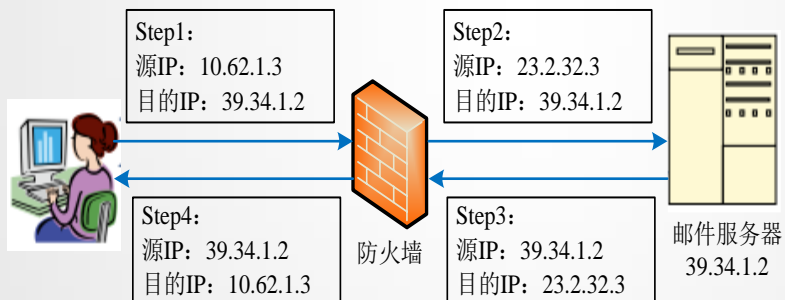 Step1:
源IP: 10.62.1.3
目的IP: 39.34.1.2
Step2:
源IP: 23.2.32.3
目的IP: 39.34.1.2
Step4:
源IP: 39.34.1.2
目的IP: 10.62.1.3
防火墙
Step3:
源IP: 39.34.1.2
目的IP: 23.2.32.3
邮件服务器
39.34.1.2